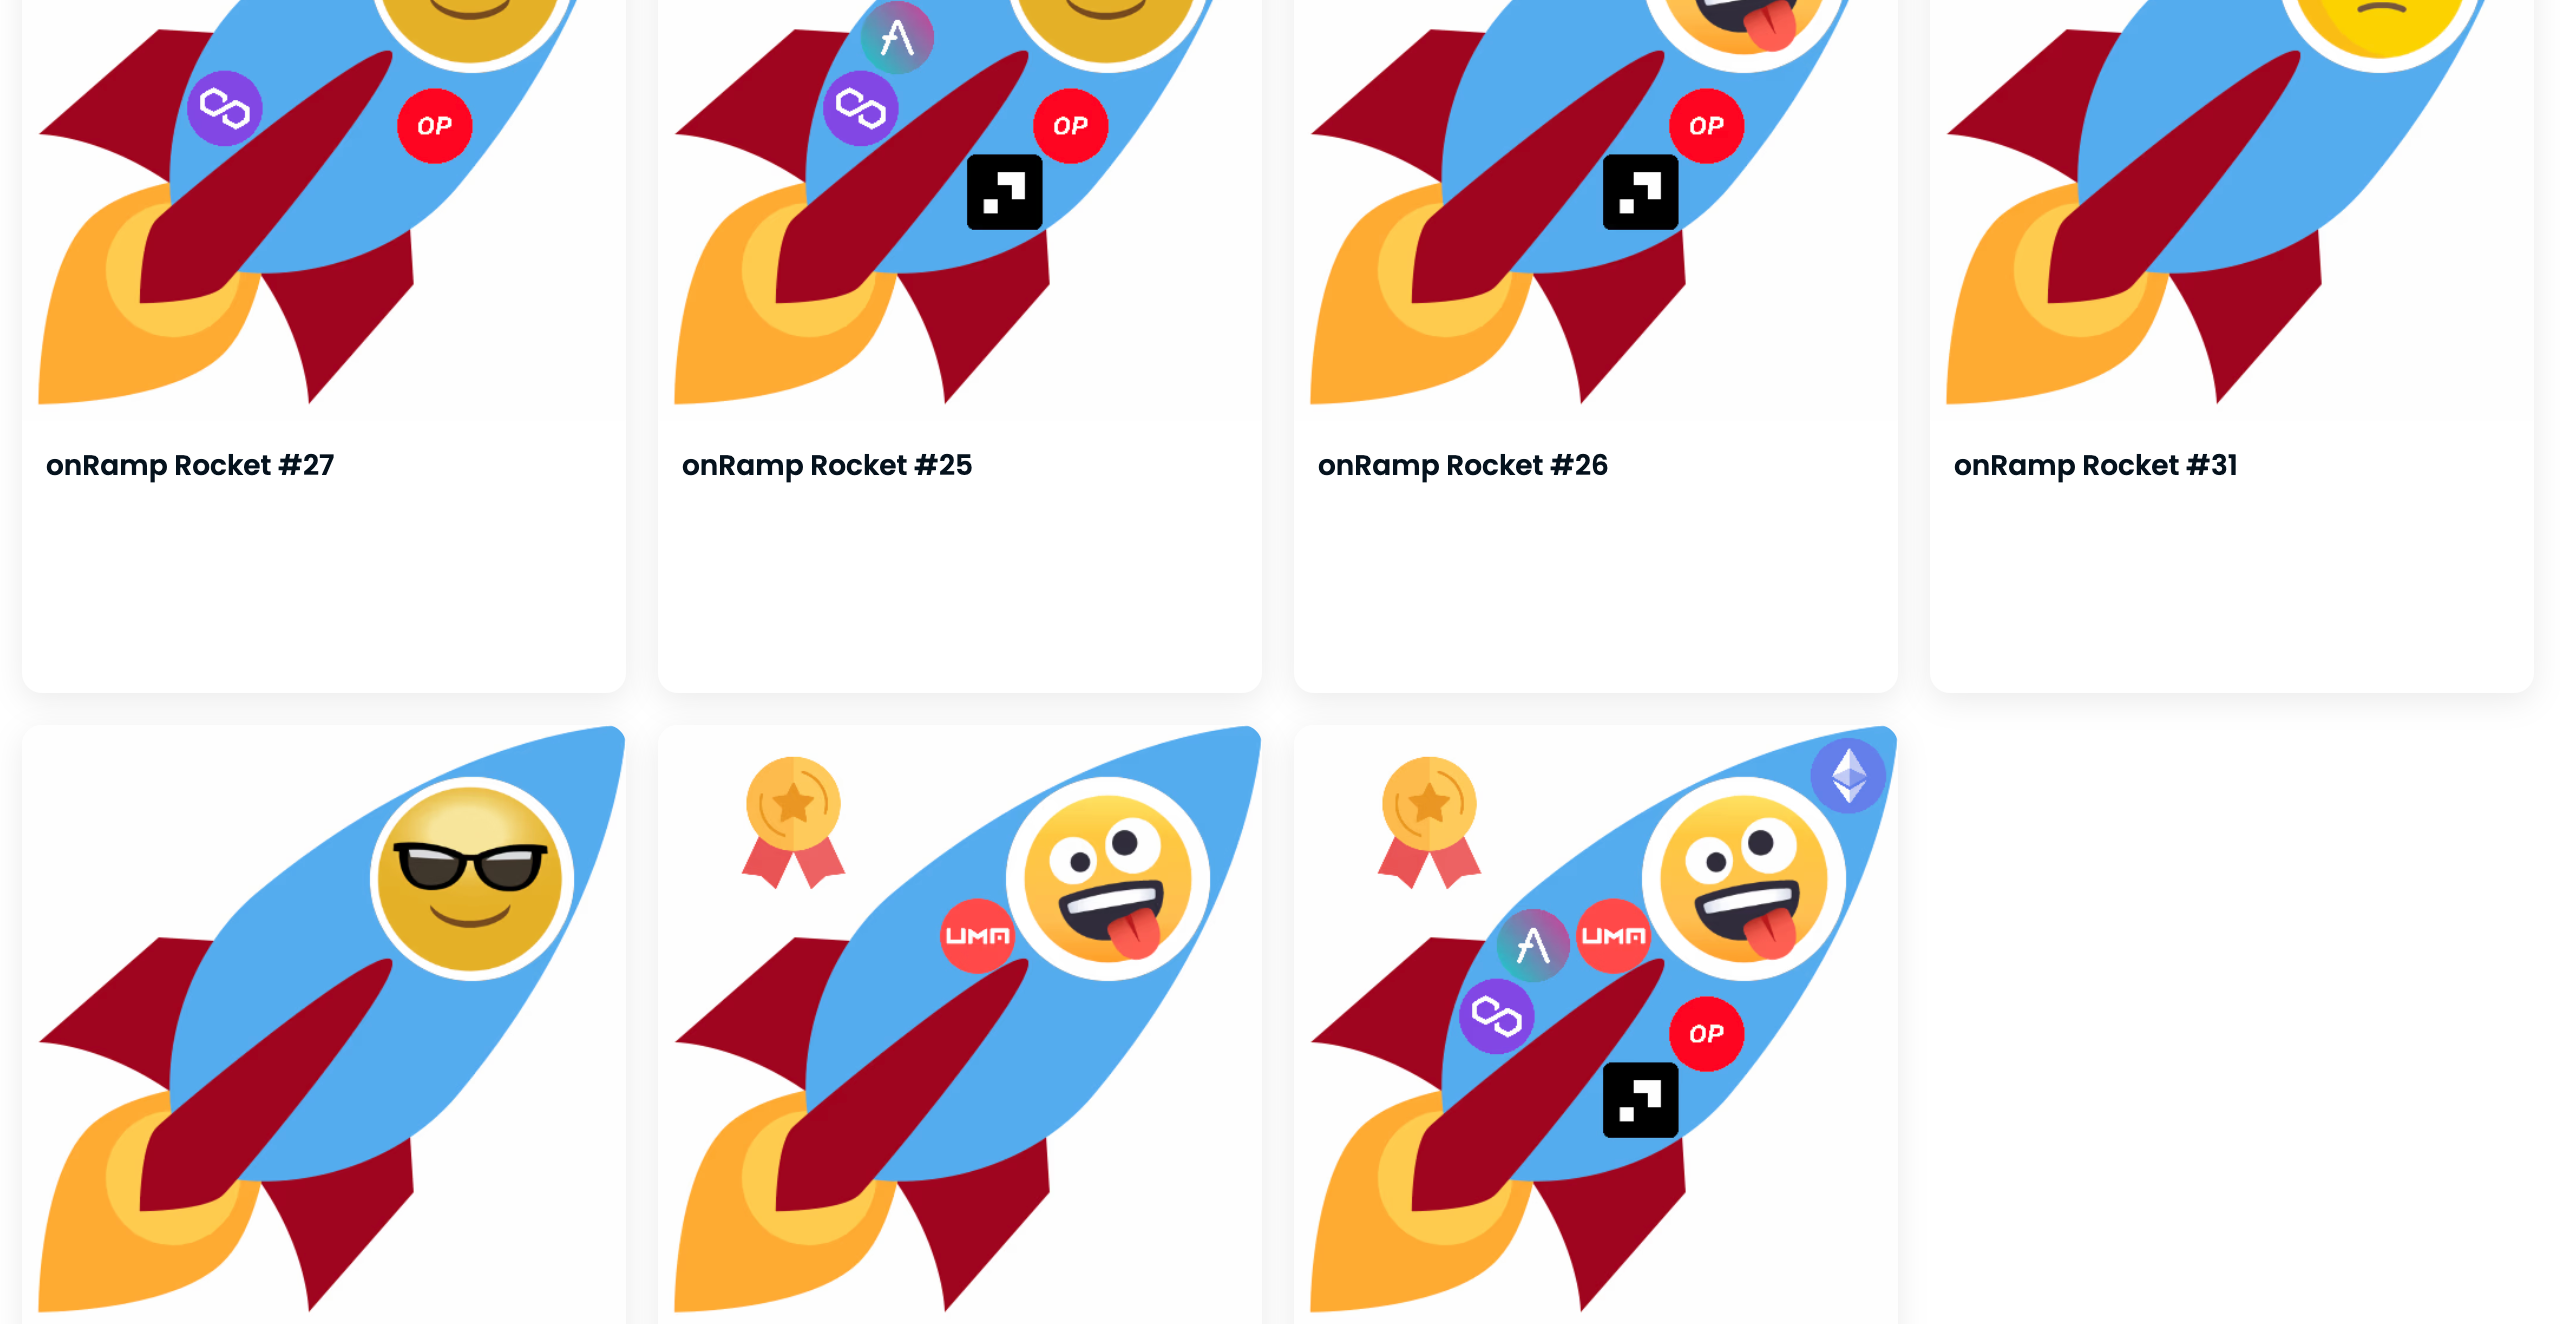 OP
OP
OP
onRamp Rocket #27
onRamp Rocket #25
onRamp Rocket #26
onRamp Rocket #31
UMA
UMA
OP